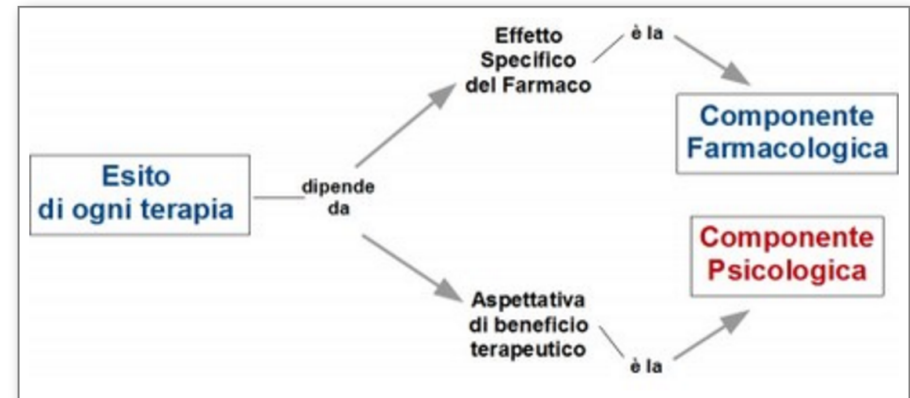 Effetto
Specifico
del Farmaco
è la
Componente
Farmacologica
Esito
di ogni terapia
dipende
da
Componente
Psicologica
Aspettativa
di beneficio
terapeutico
è la